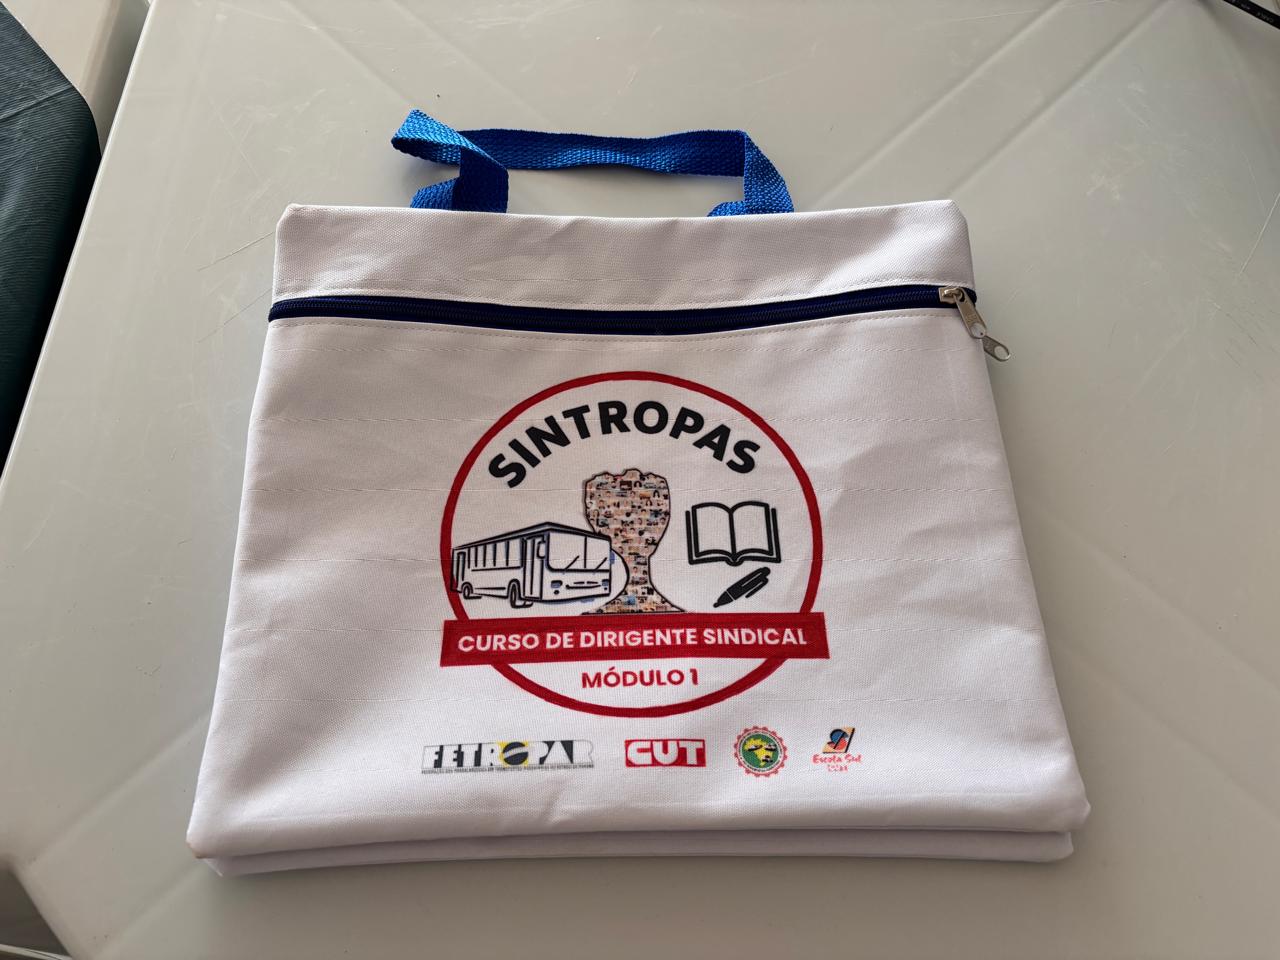 SINTROPAS
CURSO DE DIRIGENTE SINDICAL
MÓDULO 1
FETROPAR
CUT
Escola Sul